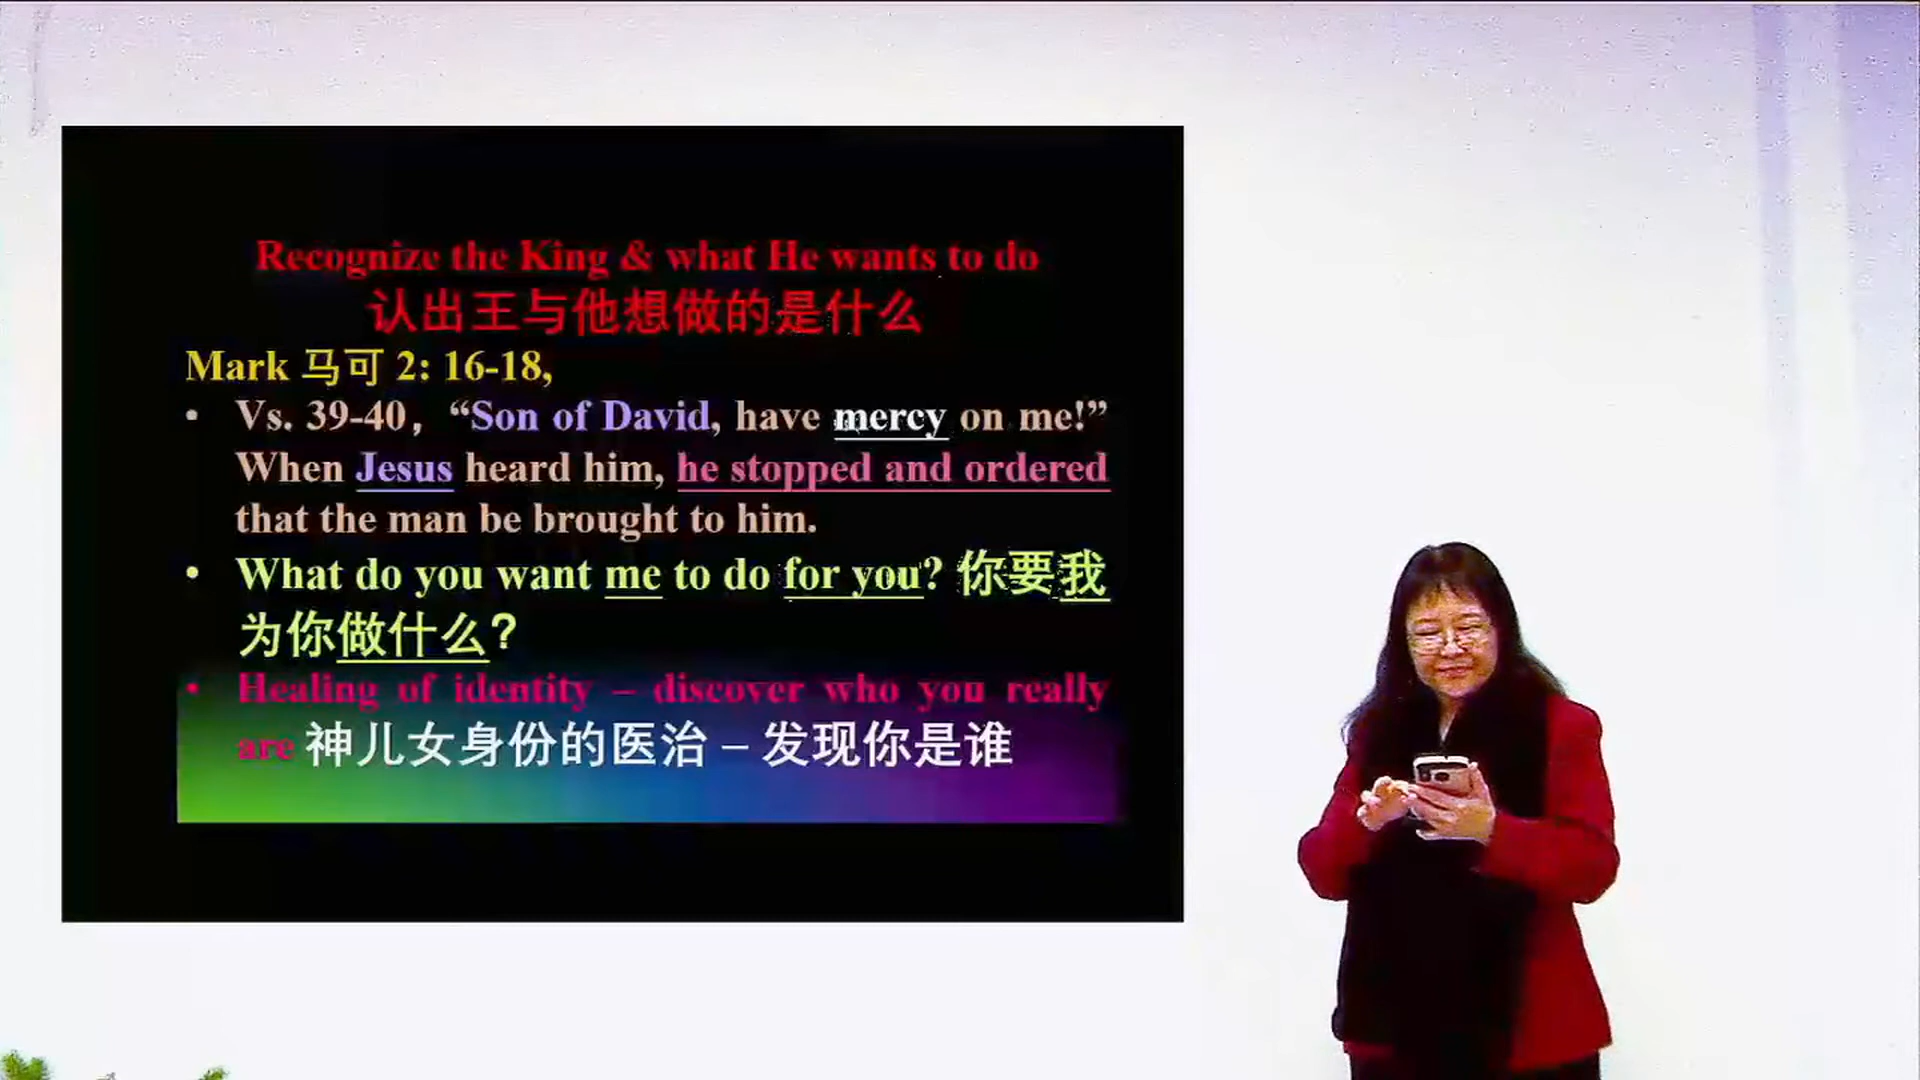 Recognize the King & what He wants to do
认出王与他想做的是什么
Mark 马可 2: 16-18,
• Vs. 39-40, “Son of David, have mercy on me!”
When Jesus heard him, he stopped and ordered
that the man be brought to him.
• What do you want me to do for you? 你要我
为你做什么?
• Healing of identity – discover who you really
are 神儿女身份的医治 – 发现你是谁